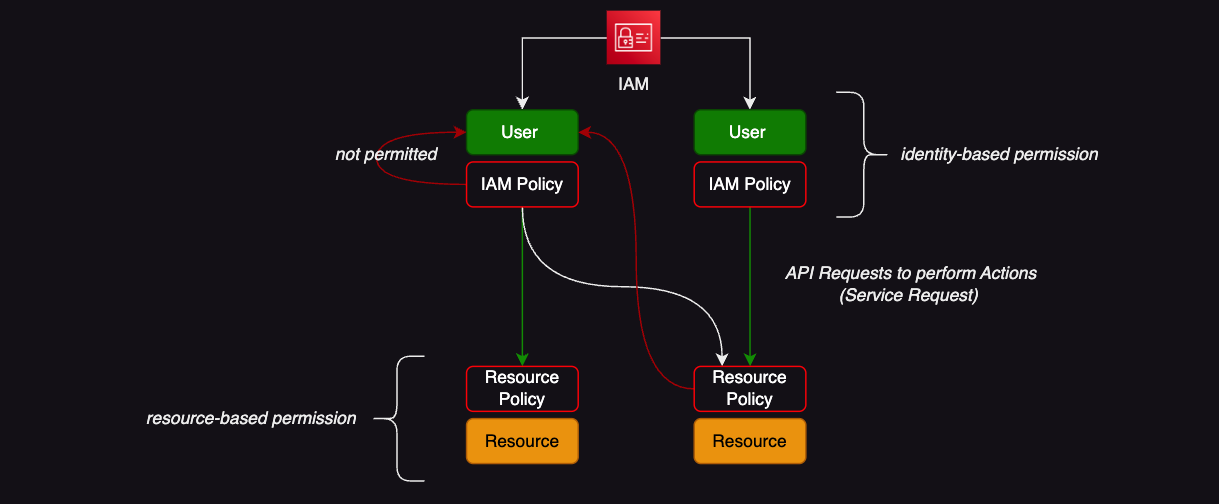 IAM
User
User
not permitted
IAM Policy
IAM Policy
identity-based permission
API Requests to perform Actions
(Service Request)
Resource
Policy
Resource
Policy
resource-based permission
Resource
Resource